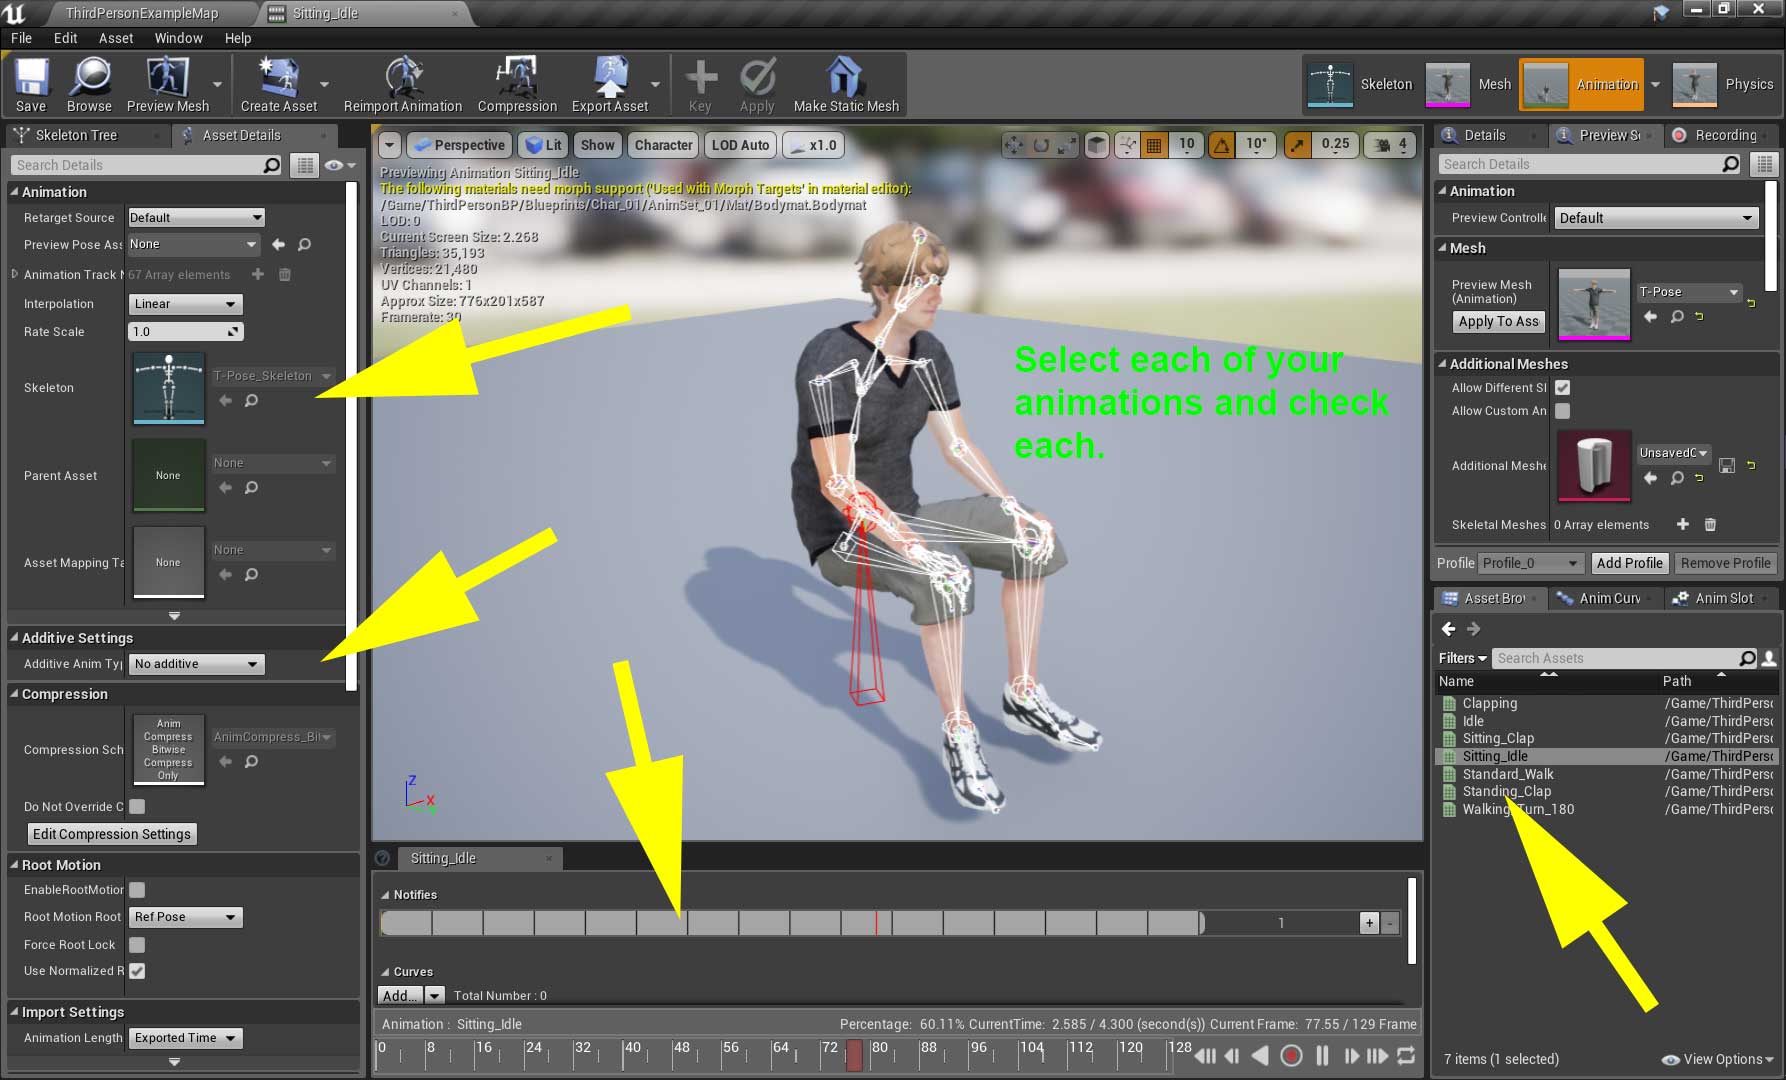 ThirdPersonExampleMap
Sitting_Idle
File Edit Asset Window Help
Save
Browse
Preview Mesh
Create Asset
Reimport Animation
Compression
Export Asset
Key
Apply
Make Static Mesh
Skeleton
Mesh
Animation
Physics
Skeleton Tree
Asset Details
Search Details
Animation
Retarget Source Default
Preview Pose Ass None
Animation Track N 67 Array elements
Interpolation Linear
Rate Scale 1.0
Skeleton T-Pose_Skeleton
Parent Asset None None
Asset Mapping Ta None None
Additive Settings
Additive Anim Typ No additive
Compression
Compression Sch
Anim
Compress
Bitwise
Compress
Only
AnimCompress_Bit
Do Not Override C
Edit Compression Settings
Root Motion
EnableRootMotion
Root Motion Root Ref Pose
Force Root Lock
Use Normalized R
Import Settings
Animation Length Exported Time
Perspective Lit Show Character LOD Auto x1.0 10 10° 0.25 4
Previewing Animation Sitting_Idle
The following materials need morph support ('Used with Morph Targets' in material editor):
/Game/ThirdPersonBP/Blueprints/Char_01/AnimSet_01/Mat/Bodymat.Bodymat
LOD: 0
Current Screen Size: 2.268
Triangles: 35,193
Vertices: 21,480
UV Channels: 1
Approx Size: 776x201x587
Framerate: 30
Select each of your
animations and check
each.
Z
X
Sitting_Idle
Notifies
1
+ -
Curves
Add... Total Number : 0
Animation : Sitting_Idle Percentage: 60.11% CurrentTime: 2.585 / 4.300 (second(s)) Current Frame: 77.55 / 129 Frame
0 8 16 24 32 40 48 56 64 72 80 88 96 104 112 120 128
Details
Preview Sc
Recording
Search Details
Animation
Preview Controlle Default
Mesh
Preview Mesh
(Animation)
T-Pose
Apply To Ass
Additional Meshes
Allow Different Sl
Allow Custom An
Additional Meshe UnsavedC
Skeletal Meshes 0 Array elements
Profile Profile_0 Add Profile Remove Profile
Asset Brov
Anim Curv
Anim Slot
Filters Search Assets
Name Path
Clapping /Game/ThirdPerso
Idle /Game/ThirdPerso
Sitting_Clap /Game/ThirdPerso
Sitting_Idle /Game/ThirdPerso
Standard_Walk /Game/ThirdPerso
Standing_Clap /Game/ThirdPerso
Walking_Turn_180 /Game/ThirdPerso
7 items (1 selected) View Options